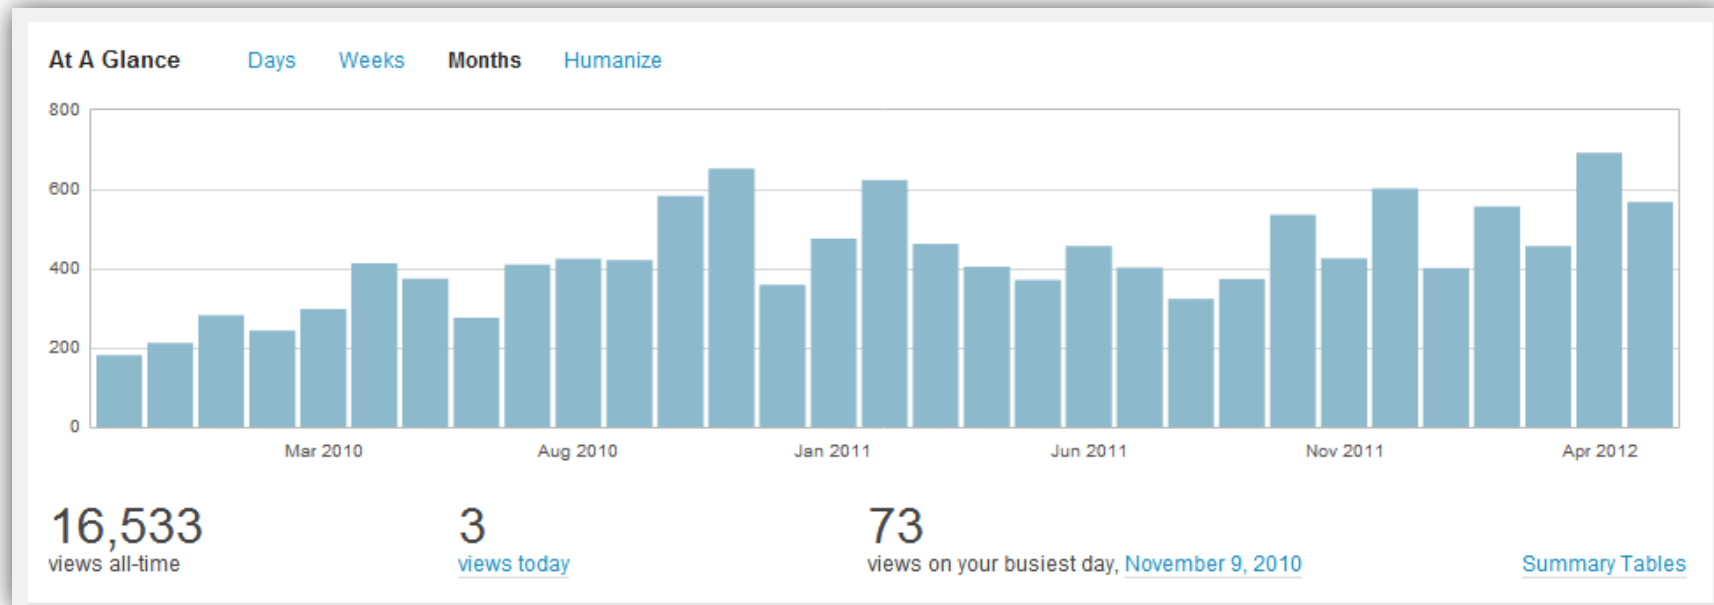 At A Glance Days Weeks Months Humanize
800
600
400
200
0
Mar 2010 Aug 2010 Jan 2011 Jun 2011 Nov 2011 Apr 2012
16,533 3 73
views all-time views today views on your busiest day, November 9, 2010 Summary Tables